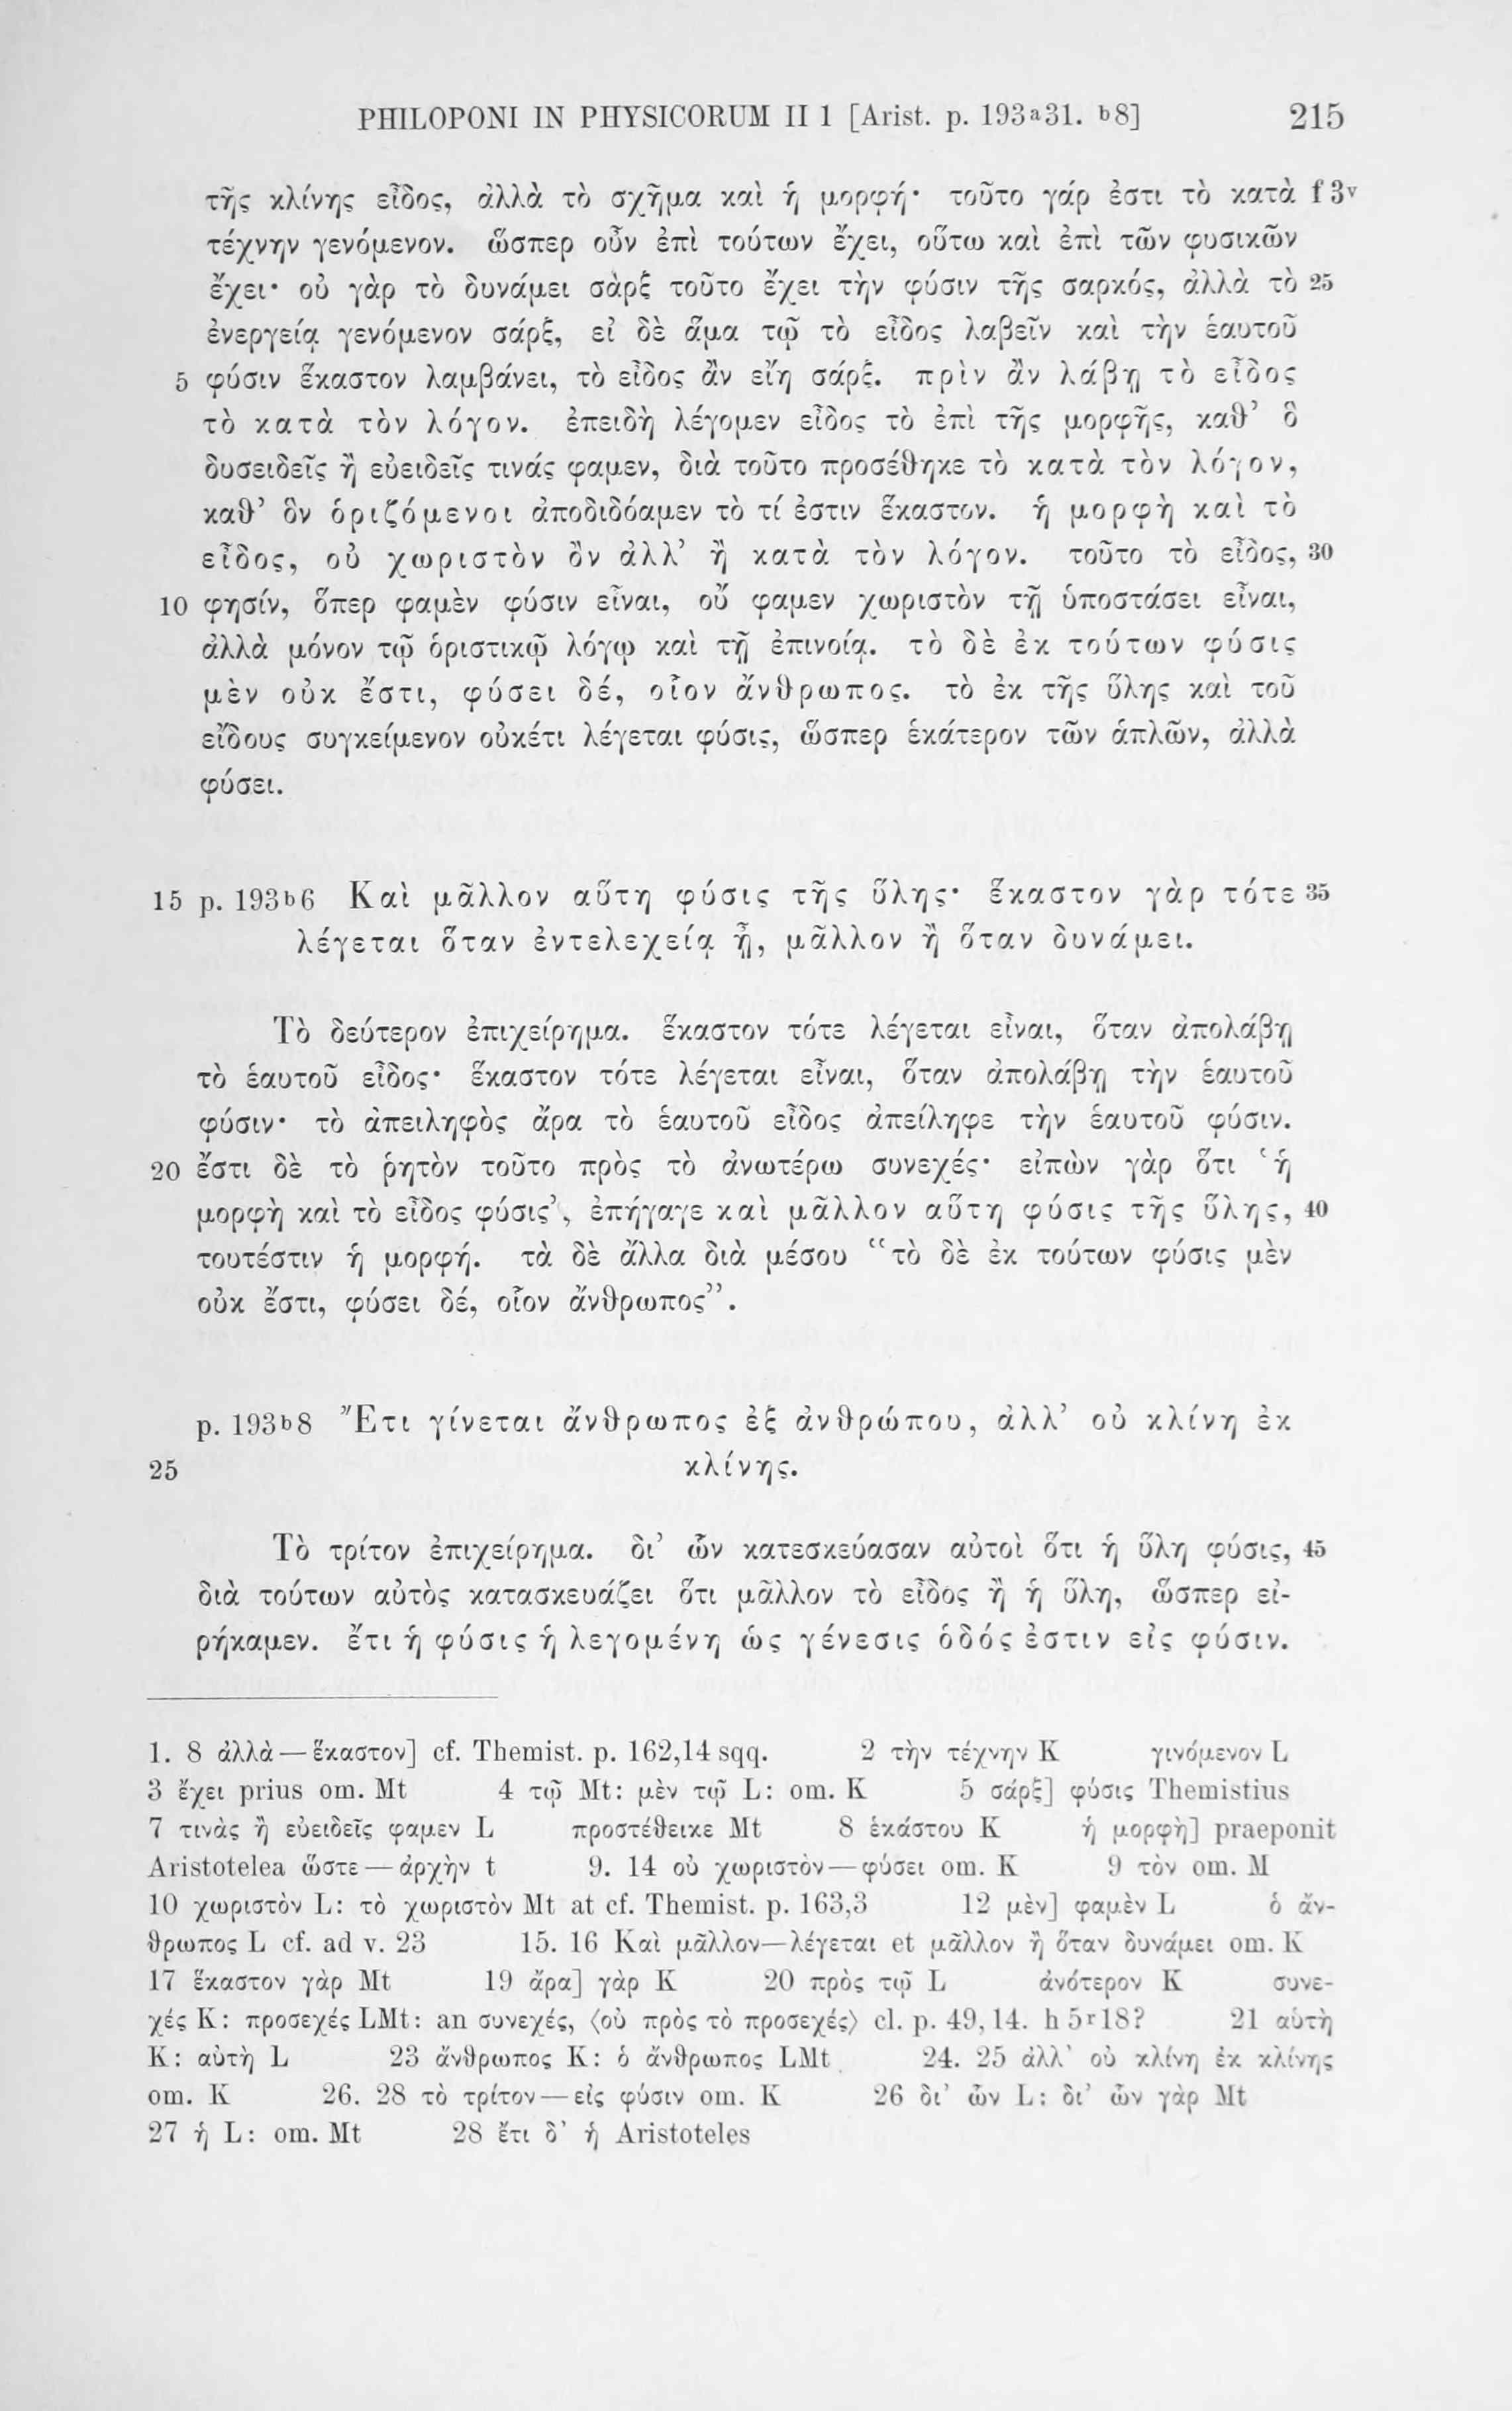 PHILOPONI IN PHYSICORUM II 1 [Arist. p. 193a31. b8] 215
τῆς κλίνης εἶδος, ἀλλὰ τὸ σχῆμα καὶ ἡ μορφή· τοῦτο γάρ ἐστι τὸ κατὰ f 3v
τέχνην γενόμενον. ὥσπερ οὖν ἐπὶ τούτων ἔχει, οὕτω καὶ ἐπὶ τῶν φυσικῶν
ἔχει· οὐ γὰρ τὸ δυνάμει σὰρξ τοῦτο ἔχει τὴν φύσιν τῆς σαρκός, ἀλλὰ τὸ 25
ἐνεργείᾳ γενόμενον σάρξ, εἰ δὲ ἅμα τῷ τὸ εἶδος λαβεῖν καὶ τὴν ἑαυτοῦ
5 φύσιν ἕκαστον λαμβάνει, τὸ εἶδος ἂν εἴη σάρξ. πρὶν ἂν λάβῃ τὸ εἶδος
τὸ κατὰ τὸν λόγον. ἐπειδὴ λέγομεν εἶδος τὸ ἐπὶ τῆς μορφῆς, καθ’ ὃ
δυσειδεῖς ἢ εὐειδεῖς τινάς φαμεν, διὰ τοῦτο προσέθηκε τὸ κατὰ τὸν λόγον,
καθ’ ὃν ὁριζόμενοι ἀποδιδόαμεν τὸ τί ἐστιν ἕκαστον. ἡ μορφὴ καὶ τὸ
εἶδος, οὐ χωριστὸν ὂν ἀλλ’ ἢ κατὰ τὸν λόγον. τοῦτο τὸ εἶδος, 30
10 φησίν, ὅπερ φαμὲν φύσιν εἶναι, οὔ φαμεν χωριστὸν τῇ ὑποστάσει εἶναι,
ἀλλὰ μόνον τῷ ὁριστικῷ λόγῳ καὶ τῇ ἐπινοίᾳ. τὸ δὲ ἐκ τούτων φύσις
μὲν οὐκ ἔστι, φύσει δέ, οἷον ἄνθρωπος. τὸ ἐκ τῆς ὕλης καὶ τοῦ
εἴδους συγκείμενον οὐκέτι λέγεται φύσις, ὥσπερ ἑκάτερον τῶν ἁπλῶν, ἀλλὰ
φύσει.
15 p. 193b6 Καὶ μᾶλλον αὕτη φύσις τῆς ὕλης· ἕκαστον γὰρ τότε 35
λέγεται ὅταν ἐντελεχείᾳ ᾖ, μᾶλλον ἢ ὅταν δυνάμει.
Τὸ δεύτερον ἐπιχείρημα. ἕκαστον τότε λέγεται εἶναι, ὅταν ἀπολάβῃ
τὸ ἑαυτοῦ εἶδος· ἕκαστον τότε λέγεται εἶναι, ὅταν ἀπολάβῃ τὴν ἑαυτοῦ
φύσιν· τὸ ἀπειληφὸς ἄρα τὸ ἑαυτοῦ εἶδος ἀπείληφε τὴν ἑαυτοῦ φύσιν.
20 ἔστι δὲ τὸ ῥητὸν τοῦτο πρὸς τὸ ἀνωτέρω συνεχές· εἰπὼν γὰρ ὅτι ‘ἡ
μορφὴ καὶ τὸ εἶδος φύσις’, ἐπήγαγε καὶ μᾶλλον αὕτη φύσις τῆς ὕλης, 40
τουτέστιν ἡ μορφή. τὰ δὲ ἄλλα διὰ μέσου “τὸ δὲ ἐκ τούτων φύσις μὲν
οὐκ ἔστι, φύσει δέ, οἷον ἄνθρωπος”.
p. 193b8 Ἔτι γίνεται ἄνθρωπος ἐξ ἀνθρώπου, ἀλλ’ οὐ κλίνη ἐκ
25 κλίνης.
Τὸ τρίτον ἐπιχείρημα. δι’ ὧν κατεσκεύασαν αὐτοὶ ὅτι ἡ ὕλη φύσις, 45
διὰ τούτων αὐτὸς κατασκευάζει ὅτι μᾶλλον τὸ εἶδος ἢ ἡ ὕλη, ὥσπερ εἰ-
ρήκαμεν. ἔτι ἡ φύσις ἡ λεγομένη ὡς γένεσις ὁδός ἐστιν εἰς φύσιν.
1. 8 ἀλλὰ — ἕκαστον] cf. Themist. p. 162,14 sqq. 2 τὴν τέχνην K γινόμενον L
3 ἔχει prius om. Mt 4 τῷ Mt: μὲν τῷ L: om. K 5 σάρξ] φύσις Themistius
7 τινὰς ἢ εὐειδεῖς φαμεν L προστέθεικε Mt 8 ἑκάστου K ἡ μορφὴ] praeponit
Aristotelea ὥστε — ἀρχὴν t 9. 14 οὐ χωριστὸν — φύσει om. K 9 τὸν om. M
10 χωριστὸν L: τὸ χωριστὸν Mt at cf. Themist. p. 163,3 12 μὲν] φαμὲν L ὁ ἄν-
θρωπος L cf. ad v. 23 15. 16 Καὶ μᾶλλον—λέγεται et μᾶλλον ἢ ὅταν δυνάμει om. K
17 ἕκαστον γὰρ Mt 19 ἄρα] γὰρ K 20 πρὸς τῷ L ἀνότερον K συνε-
χές K: προσεχές LMt: an συνεχές, ⟨οὐ πρὸς τὸ προσεχές⟩ cl. p. 49,14. h 5r18? 21 αὑτὴ
K: αὐτὴ L 23 ἄνθρωπος K: ὁ ἄνθρωπος LMt 24. 25 ἀλλ’ οὐ κλίνη ἐκ κλίνης
om. K 26. 28 τὸ τρίτον — εἰς φύσιν om. K 26 δι’ ὧν L: δι’ ὧν γὰρ Mt
27 ἡ L: om. Mt 28 ἔτι δ’ ἡ Aristoteles